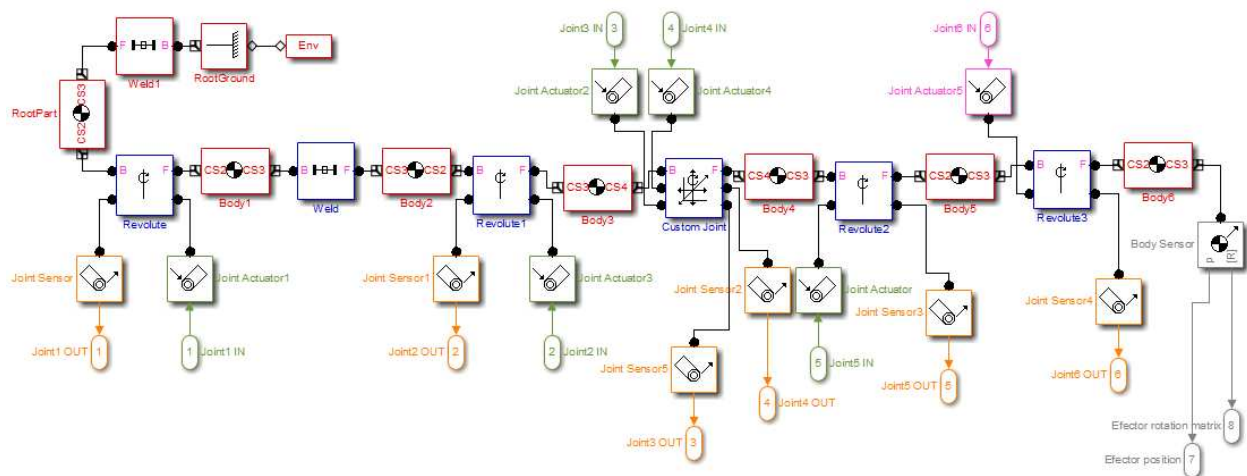 Joint3 IN
3
4
Joint4 IN
Joint6 IN
6
F
B
Weld1
RootGround
Env
Joint Actuator2
Joint Actuator4
Joint Actuator5
RootPart
CS2 CS3
B
F
Revolute
CS2 CS3
Body1
B
F
Weld
CS3 CS2
Body2
B
F
Revolute1
CS3 CS4
Body3
B
F
Custom Joint
CS4 CS3
Body4
B
F
Revolute2
CS2 CS3
Body5
B
F
Revolute3
CS2 CS3
Body6
Body Sensor
p
[R]
Joint Sensor
Joint Actuator1
Joint Sensor1
Joint Actuator3
Joint Sensor2
Joint Actuator
Joint Sensor3
Joint Sensor4
Joint1 OUT
1
1
Joint1 IN
Joint2 OUT
2
2
Joint2 IN
Joint Sensor5
5
Joint5 IN
4
Joint4 OUT
Joint5 OUT
5
Joint6 OUT
6
Joint3 OUT
3
Efector rotation matrix
8
Efector position
7